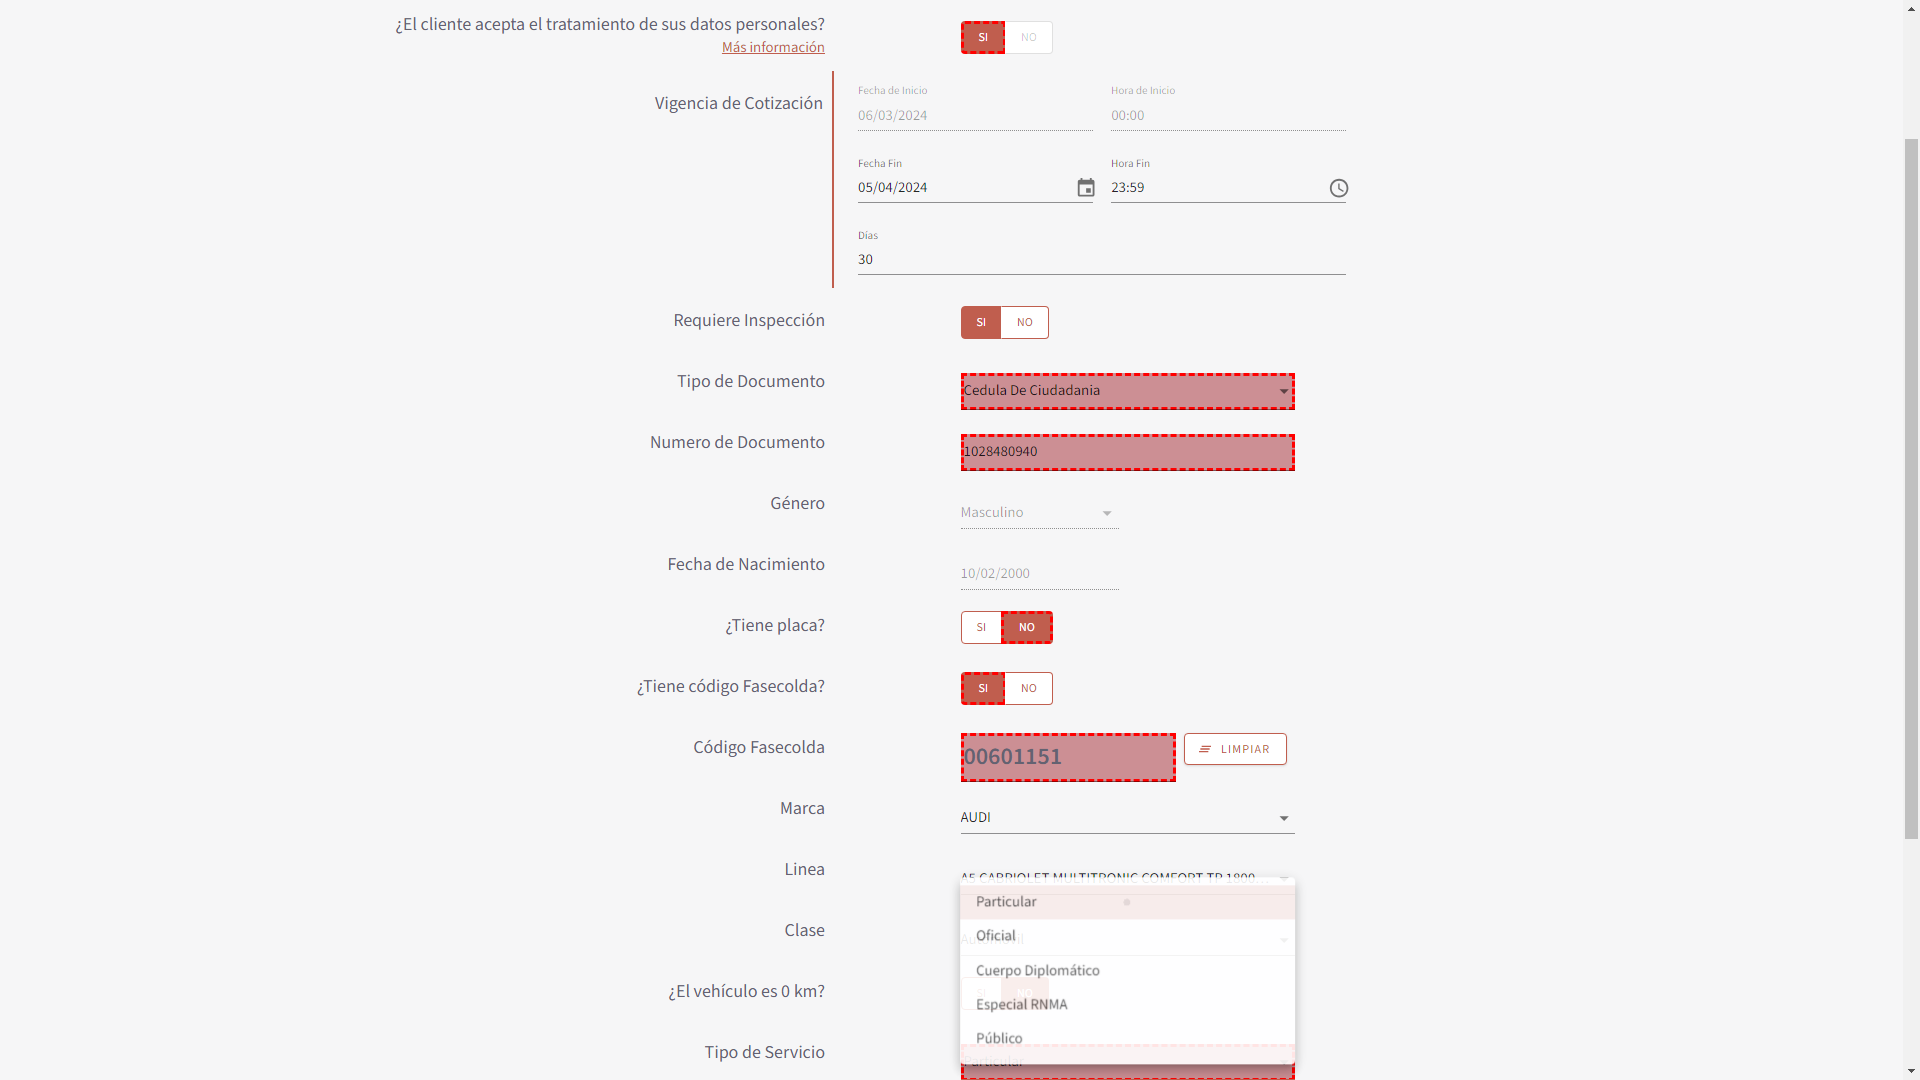 ¿El cliente acepta el tratamiento de sus datos personales?
SI NO
Más información
Vigencia de Cotización
Fecha de Inicio
06/03/2024
Hora de Inicio
00:00
Fecha Fin
05/04/2024
Hora Fin
23:59
Días
30
Requiere Inspección
SI NO
Tipo de Documento
Cedula De Ciudadania
Numero de Documento
1028480940
Género
Masculino
Fecha de Nacimiento
10/02/2000
¿Tiene placa?
SI NO
¿Tiene código Fasecolda?
SI NO
Código Fasecolda
00601151
LIMPIAR
Marca
AUDI
Linea
A5 CABRIOLET MULTITRONIC COMFORT TP 1800...
Particular
Clase
Oficial
Cuerpo Diplomático
¿El vehículo es 0 km?
SI NO
Especial RNMA
Público
Tipo de Servicio
Particular